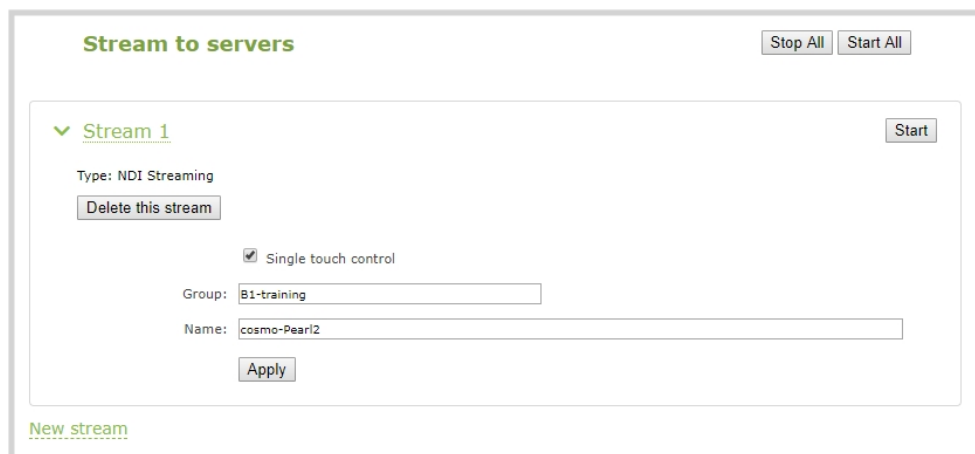 Stream to servers
Stop All Start All
Stream 1
Start
Type: NDI Streaming
Delete this stream
Single touch control
Group: B1-training
Name: cosmo-Pearl2
Apply
New stream